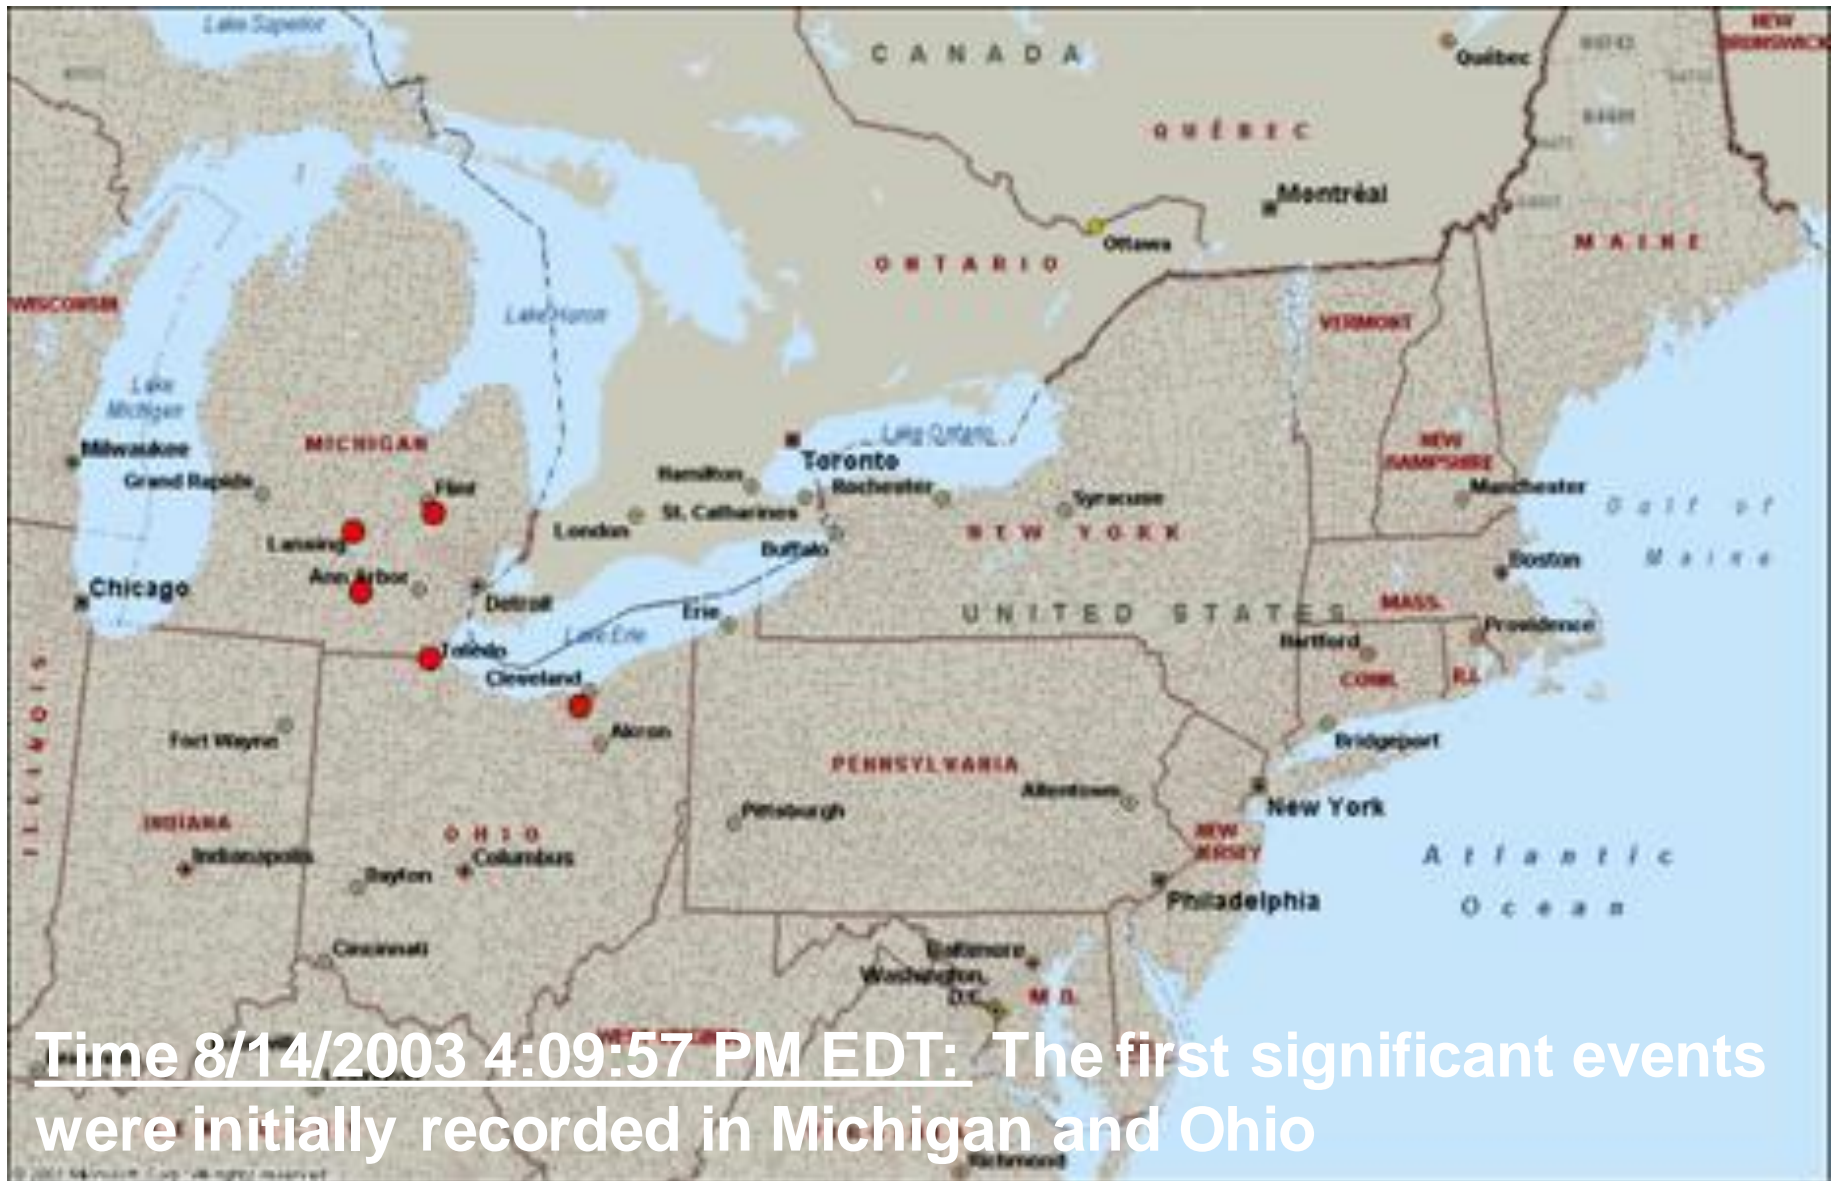 Lake Superior
CANADA
Québec
NEW
BRUNSWICK
QUÉBEC
Montréal
Ottawa
ONTARIO
MAINE
WISCONSIN
Lake Huron
VERMONT
Lake
Michigan
MICHIGAN
Milwaukee
Grand Rapids
Flint
Lansing
Ann Arbor
Detroit
Chicago
Toledo
Toronto
Lake Ontario
Hamilton
London
St. Catharines
Rochester
Syracuse
Buffalo
NEW YORK
NEW
HAMPSHIRE
Manchester
Gulf of
Maine
Boston
MASS.
UNITED STATES
Erie
Lake Erie
Cleveland
Akron
Hartford
Providence
CONN.
R.I.
Bridgeport
Fort Wayne
ILLINOIS
INDIANA
Indianapolis
OHIO
Columbus
Dayton
Cincinnati
PENNSYLVANIA
Pittsburgh
Allentown
New York
NEW
JERSEY
Philadelphia
Atlantic
Ocean
Baltimore
Washington,
D.C.
MD.
Time 8/14/2003 4:09:57 PM EDT: The first significant events
were initially recorded in Michigan and Ohio
Richmond